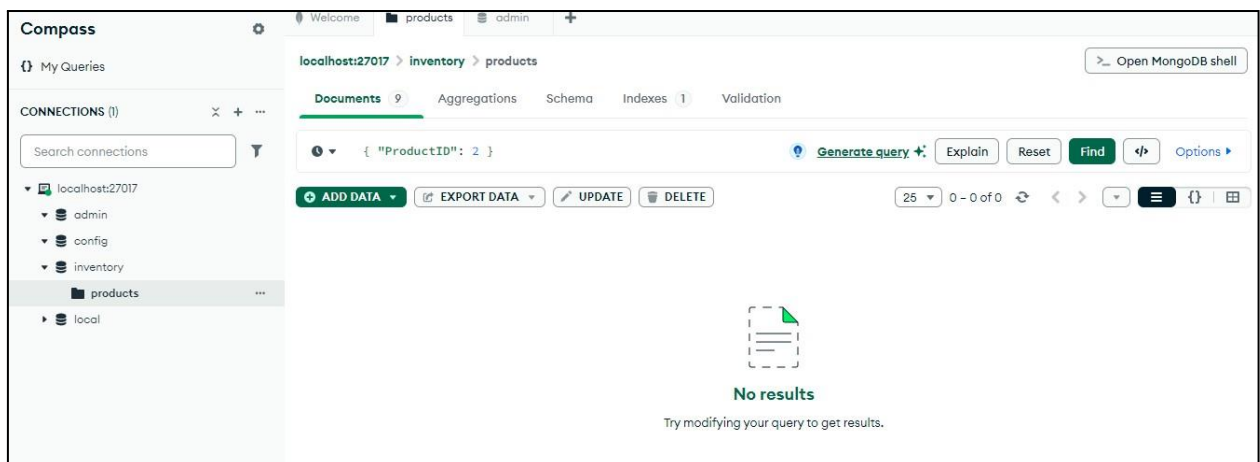 Compass
My Queries
CONNECTIONS (1)
Search connections
localhost:27017
admin
config
inventory
products
local
Welcome
products
admin
localhost:27017 > inventory > products
>_ Open MongoDB shell
Documents 9 Aggregations Schema Indexes 1 Validation
{ "ProductID": 2 }
Generate query Explain Reset Find </> Options
ADD DATA EXPORT DATA UPDATE DELETE
25 0 – 0 of 0 {}
No results
Try modifying your query to get results.